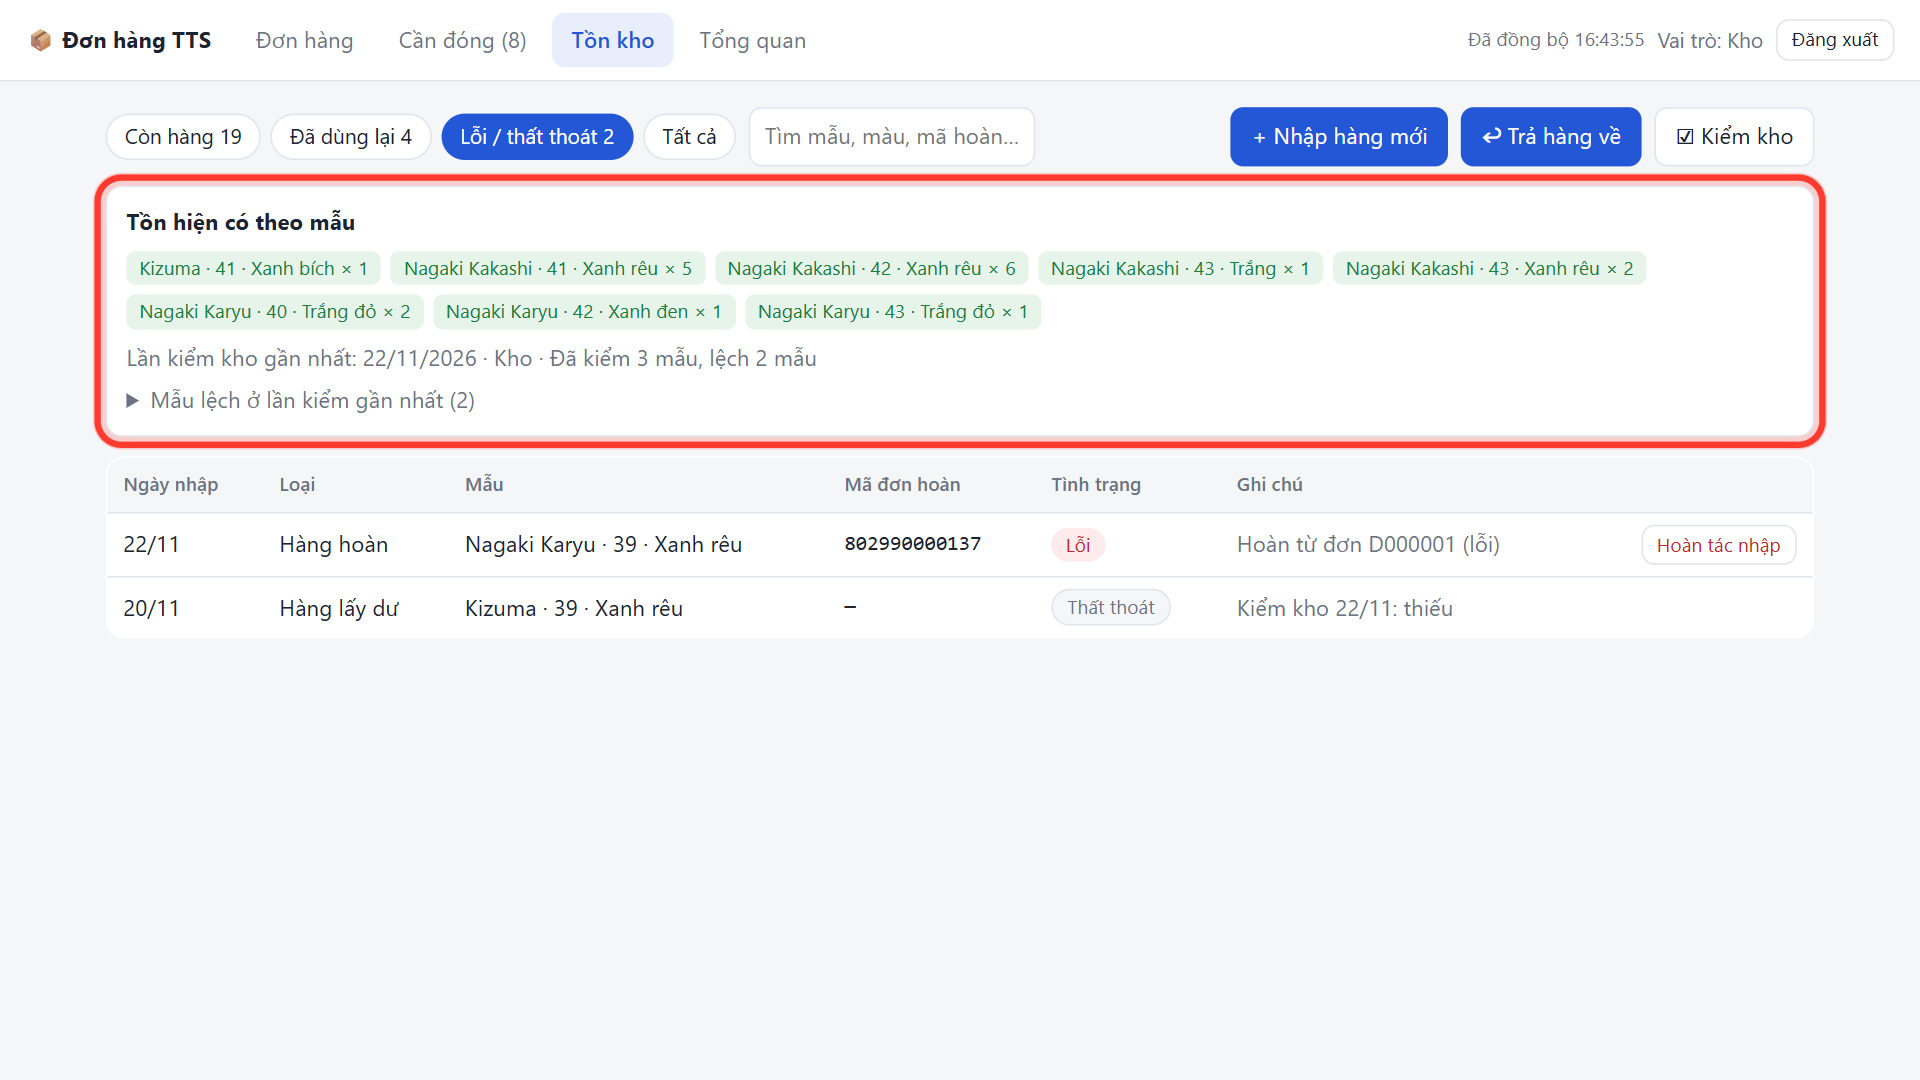 📦 Đơn hàng TTS Đơn hàng Cần đóng (8) Tồn kho Tổng quan Đã đồng bộ 16:43:55 Vai trò: Kho Đăng xuất
Còn hàng 19 Đã dùng lại 4 Lỗi / thất thoát 2 Tất cả Tìm mẫu, màu, mã hoàn... + Nhập hàng mới ↩ Trả hàng về ☑ Kiểm kho
Tồn hiện có theo mẫu
Kizuma · 41 · Xanh bích × 1 Nagaki Kakashi · 41 · Xanh rêu × 5 Nagaki Kakashi · 42 · Xanh rêu × 6 Nagaki Kakashi · 43 · Trắng × 1 Nagaki Kakashi · 43 · Xanh rêu × 2
Nagaki Karyu · 40 · Trắng đỏ × 2 Nagaki Karyu · 42 · Xanh đen × 1 Nagaki Karyu · 43 · Trắng đỏ × 1
Lần kiểm kho gần nhất: 22/11/2026 · Kho · Đã kiểm 3 mẫu, lệch 2 mẫu
▶ Mẫu lệch ở lần kiểm gần nhất (2)
Ngày nhập Loại Mẫu Mã đơn hoàn Tình trạng Ghi chú
22/11 Hàng hoàn Nagaki Karyu · 39 · Xanh rêu 802990000137 Lỗi Hoàn từ đơn D000001 (lỗi) Hoàn tác nhập
20/11 Hàng lấy dư Kizuma · 39 · Xanh rêu — Thất thoát Kiểm kho 22/11: thiếu